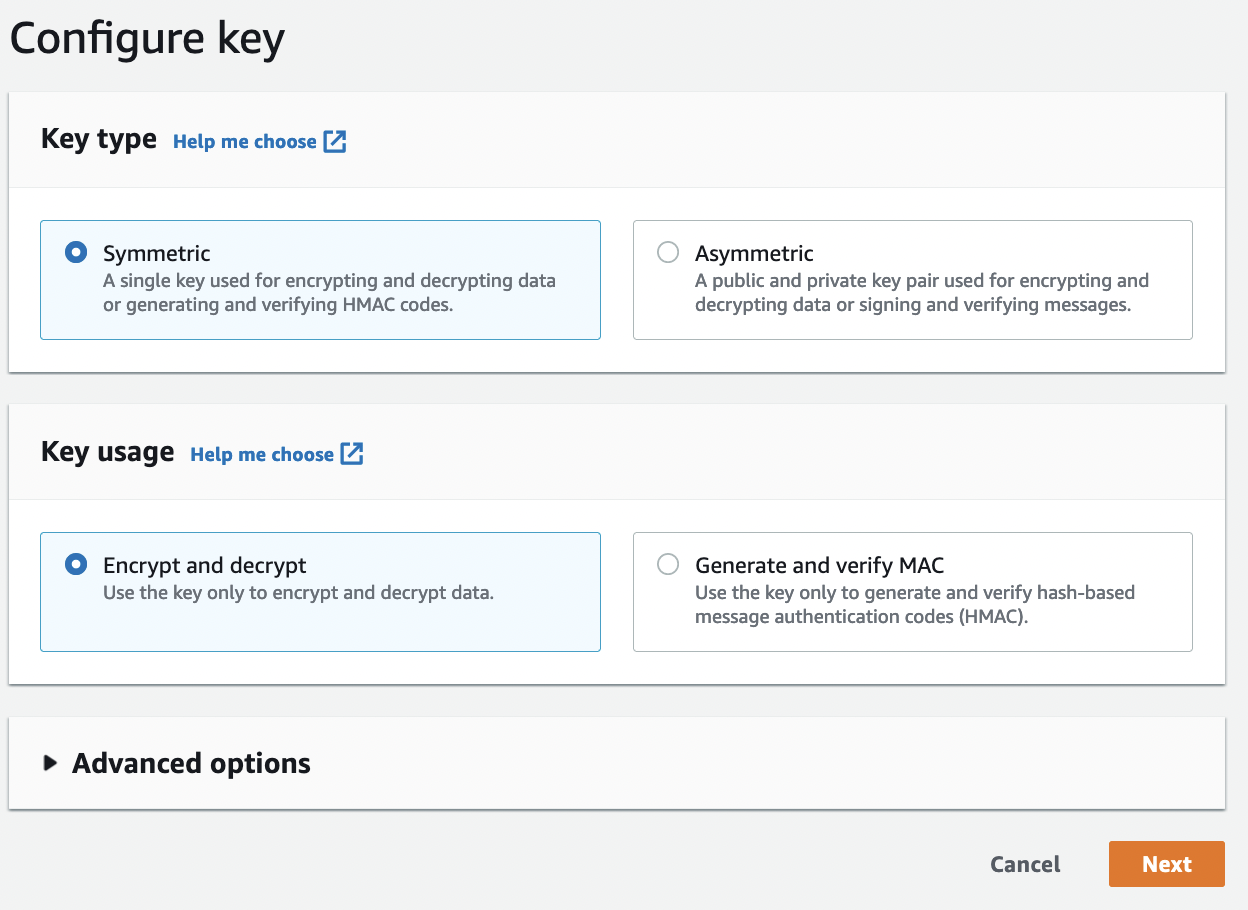 Configure key
Key type Help me choose
Symmetric
A single key used for encrypting and decrypting data
or generating and verifying HMAC codes.
Asymmetric
A public and private key pair used for encrypting and
decrypting data or signing and verifying messages.
Key usage Help me choose
Encrypt and decrypt
Use the key only to encrypt and decrypt data.
Generate and verify MAC
Use the key only to generate and verify hash-based
message authentication codes (HMAC).
Advanced options
Cancel Next